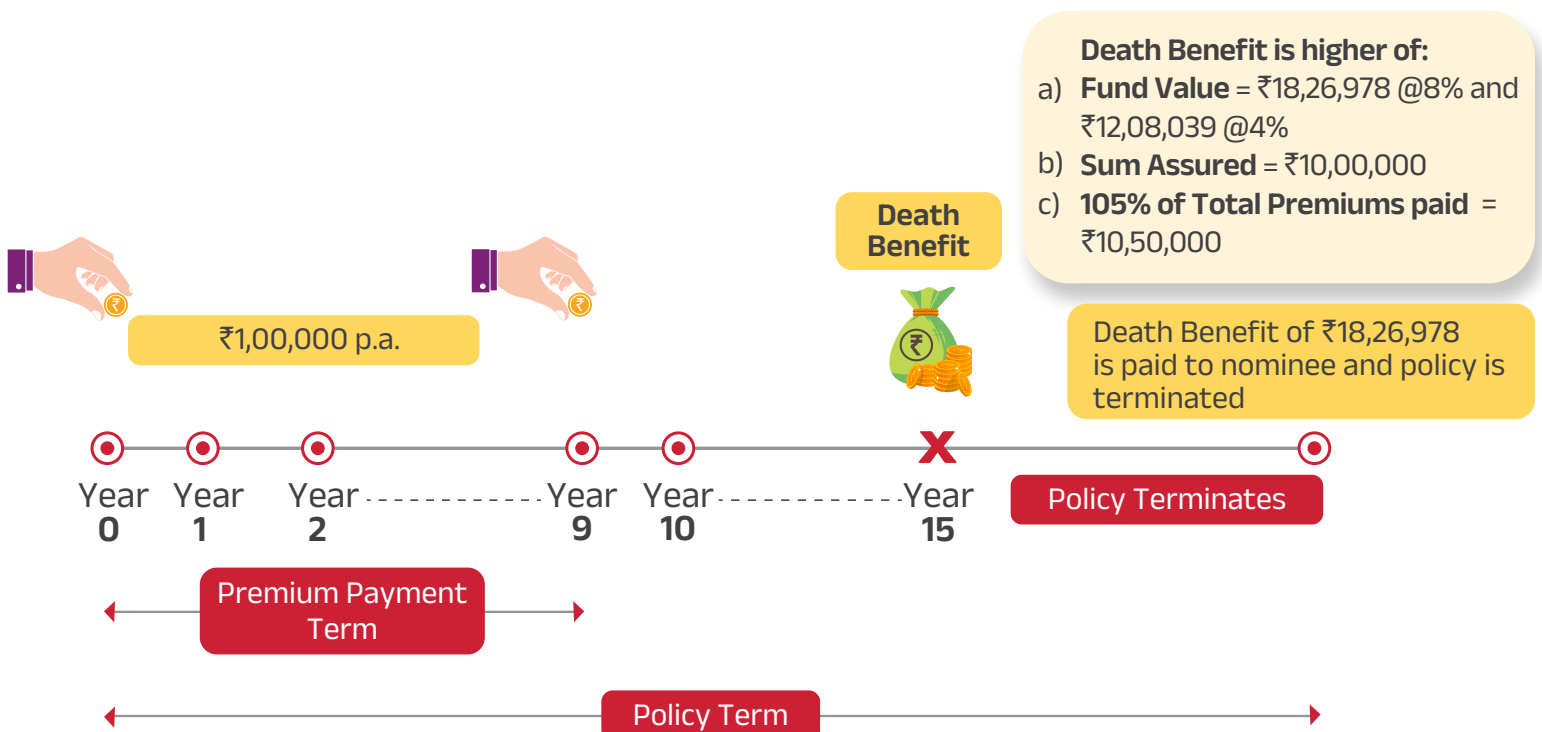 Death Benefit is higher of:
a) Fund Value = ₹18,26,978 @8% and
₹12,08,039 @4%
b) Sum Assured = ₹10,00,000
c) 105% of Total Premiums paid =
₹10,50,000
Death
Benefit
₹
₹
₹1,00,000 p.a.
₹
Death Benefit of ₹18,26,978
is paid to nominee and policy is
terminated
Year
0
Year
1
Year
2
Year
9
Year
10
Year
15
Policy Terminates
Premium Payment
Term
Policy Term